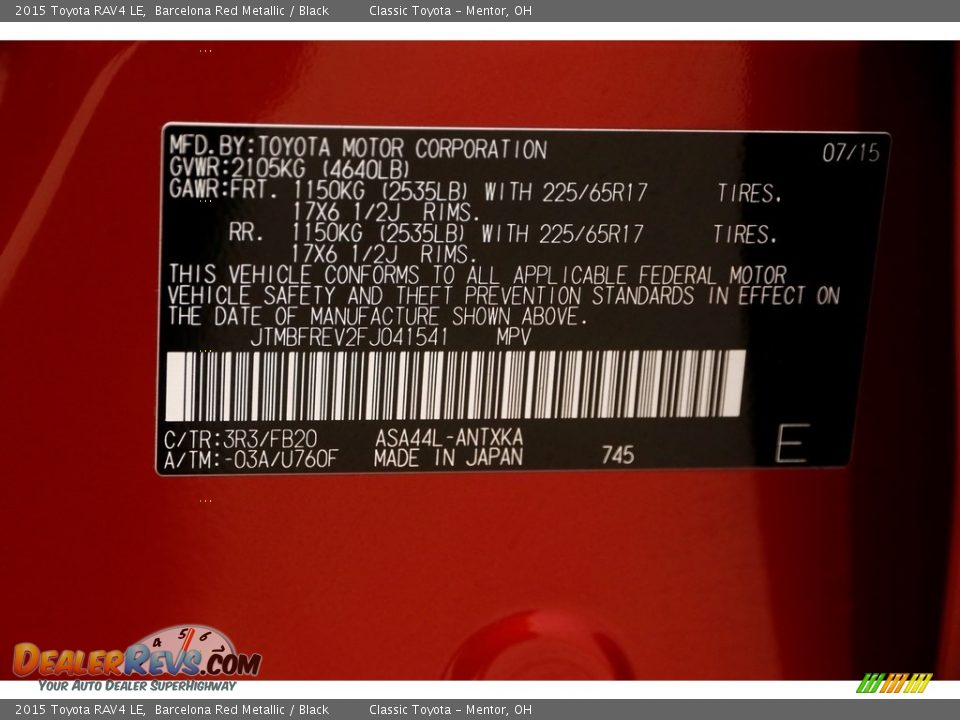 2015 Toyota RAV4 LE, Barcelona Red Metallic / Black Classic Toyota - Mentor, OH
MFD.BY:TOYOTA MOTOR CORPORATION 07/15
GVWR:2105KG (4640LB)
GAWR:FRT. 1150KG (2535LB) WITH 225/65R17 TIRES.
17X6 1/2J RIMS.
RR. 1150KG (2535LB) WITH 225/65R17 TIRES.
17X6 1/2J RIMS.
THIS VEHICLE CONFORMS TO ALL APPLICABLE FEDERAL MOTOR
VEHICLE SAFETY AND THEFT PREVENTION STANDARDS IN EFFECT ON
THE DATE OF MANUFACTURE SHOWN ABOVE.
JTMBFREV2FJ041541 MPV
C/TR:3R3/FB20 ASA44L-ANTXKA
A/TM:-03A/U760F MADE IN JAPAN 745 E
4 5 6 7
DEALERREVS.COM
YOUR AUTO DEALER SUPERHIGHWAY
2015 Toyota RAV4 LE, Barcelona Red Metallic / Black Classic Toyota - Mentor, OH